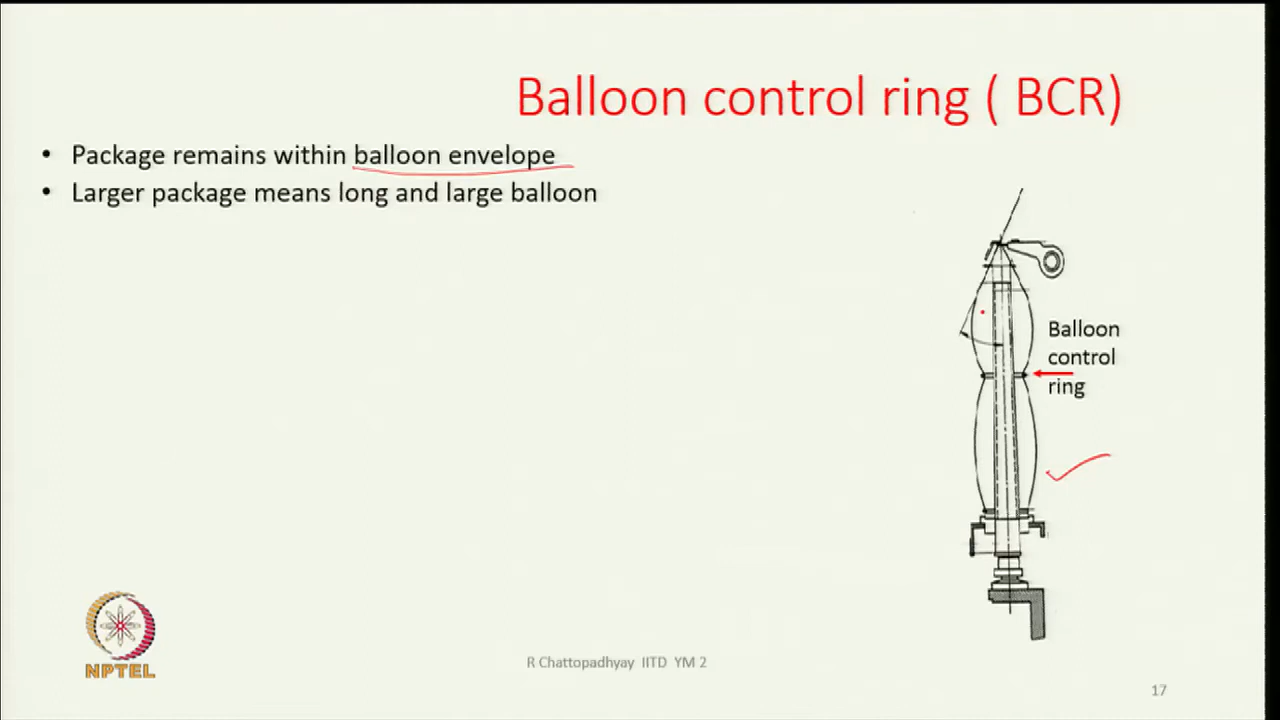 Balloon control ring ( BCR)
• Package remains within balloon envelope
• Larger package means long and large balloon
Balloon
control
ring
NPTEL
R Chattopadhyay IITD YM 2
17